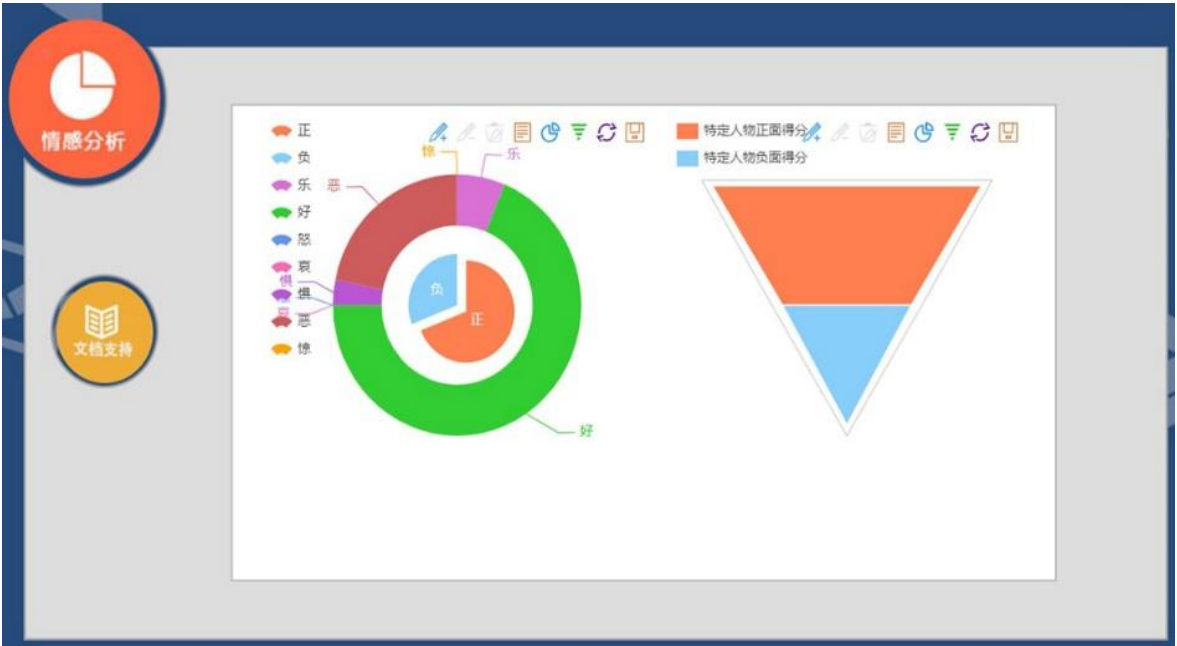 情感分析
文档支持
正
负
乐
好
怒
哀
惧
恶
惊
惊
乐
恶
惧
哀
好
负
正
特定人物正面得分
特定人物负面得分